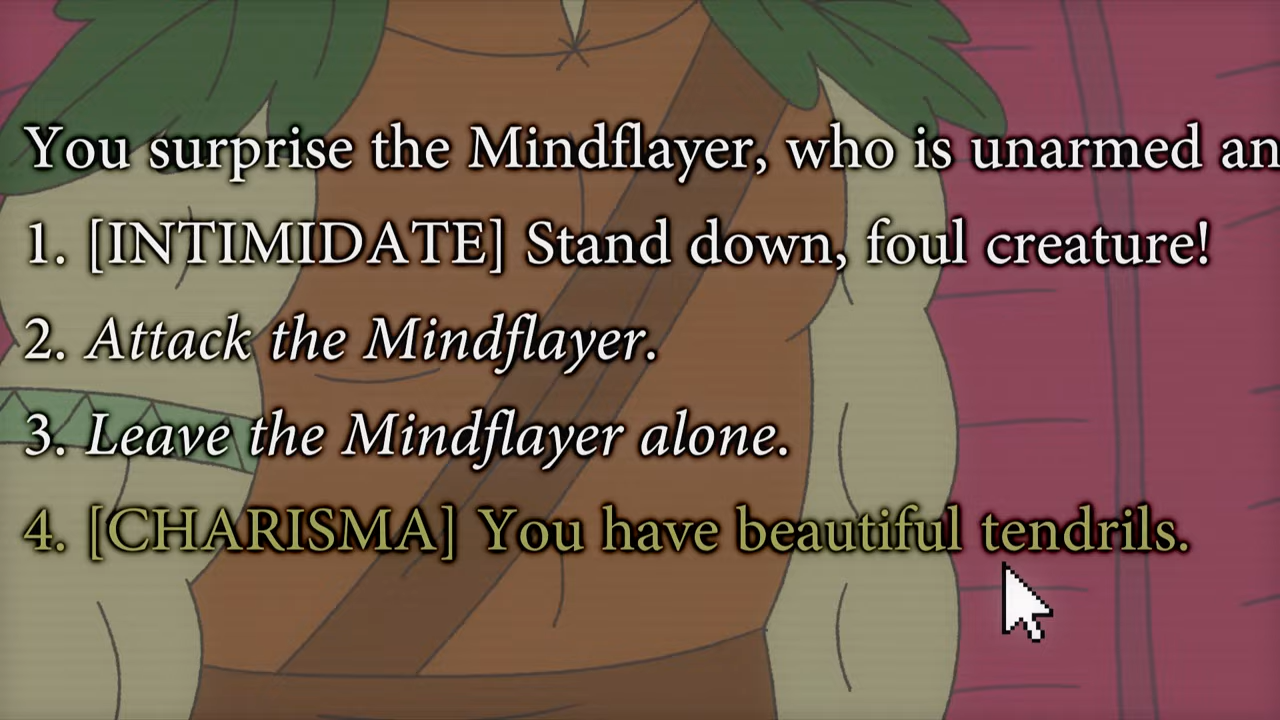 You surprise the Mindflayer, who is unarmed an
1. [INTIMIDATE] Stand down, foul creature!
2. Attack the Mindflayer.
3. Leave the Mindflayer alone.
4. [CHARISMA] You have beautiful tendrils.